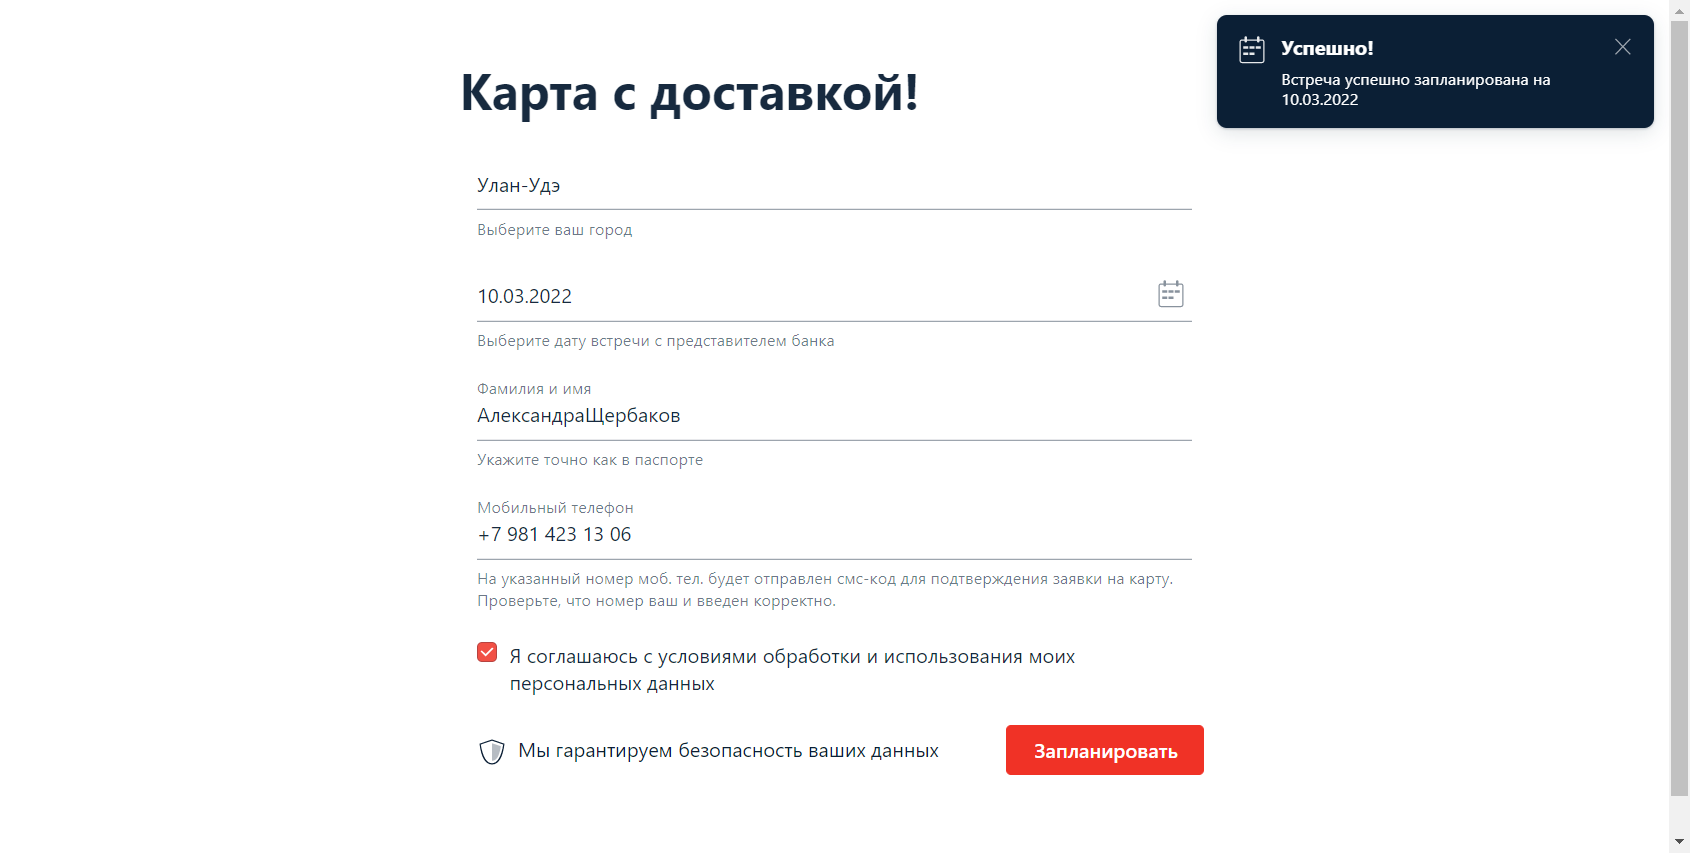 Карта с доставкой!
Успешно!
Встреча успешно запланирована на
10.03.2022
Улан-Удэ
Выберите ваш город
10.03.2022
Выберите дату встречи с представителем банка
Фамилия и имя
АлександраЩербаков
Укажите точно как в паспорте
Мобильный телефон
+7 981 423 13 06
На указанный номер моб. тел. будет отправлен смс-код для подтверждения заявки на карту.
Проверьте, что номер ваш и введен корректно.
Я соглашаюсь с условиями обработки и использования моих
персональных данных
Мы гарантируем безопасность ваших данных
Запланировать